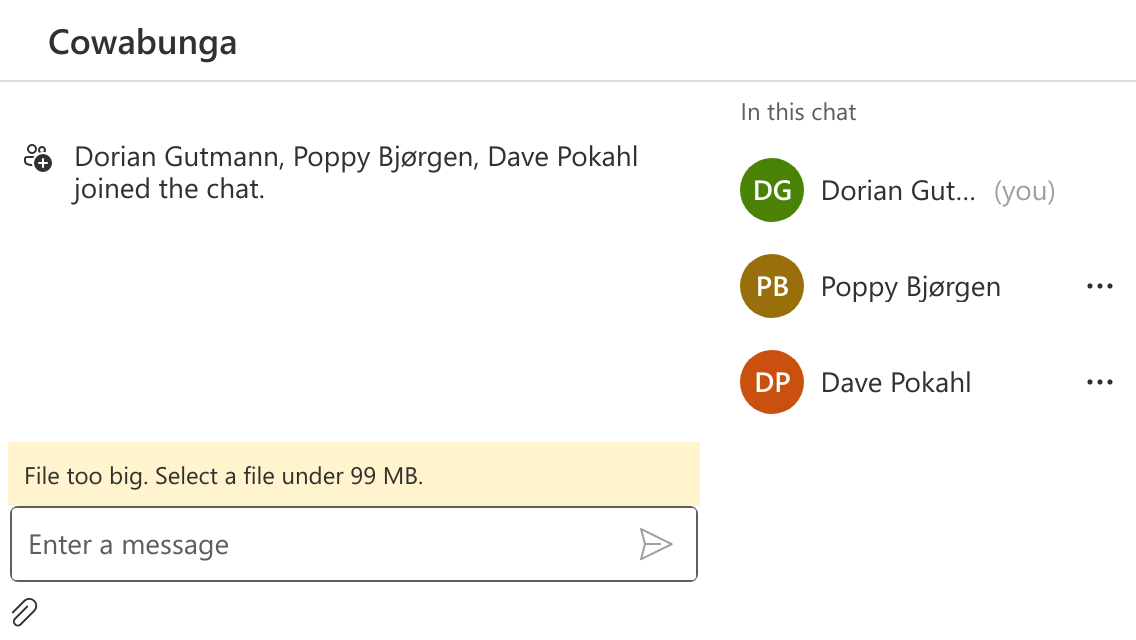 Cowabunga
Dorian Gutmann, Poppy Bjørgen, Dave Pokahl
joined the chat.
In this chat
DG
Dorian Gut... (you)
PB
Poppy Bjørgen
DP
Dave Pokahl
File too big. Select a file under 99 MB.
Enter a message